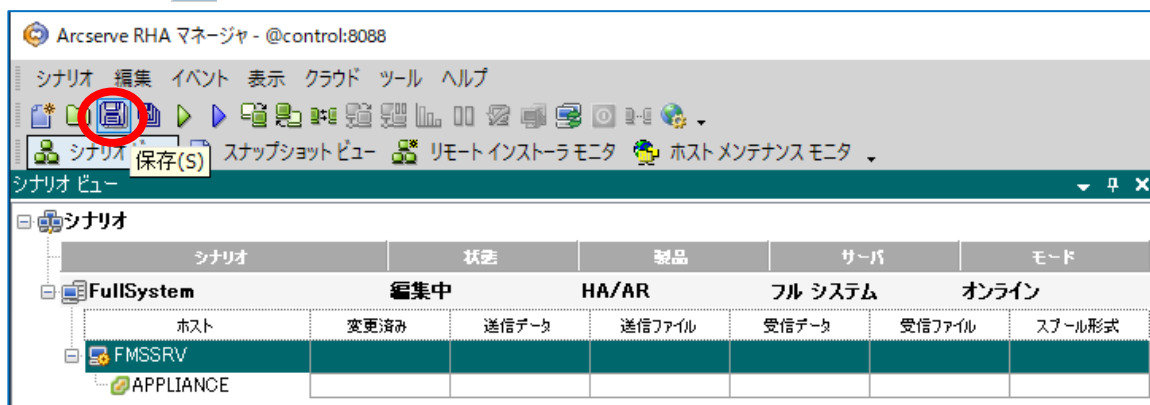 Arcserve RHA マネージャ - @control:8088
シナリオ 編集 イベント 表示 クラウド ツール ヘルプ
シナリオ スナップショット ビュー リモート インストーラ モニタ ホスト メンテナンス モニタ
保存(S)
シナリオ ビュー
シナリオ
シナリオ 状態 製品 サーバ モード
FullSystem 編集中 HA/AR フル システム オンライン
ホスト 変更済み 送信データ 送信ファイル 受信データ 受信ファイル スプール形式
FMSSRV
APPLIANCE